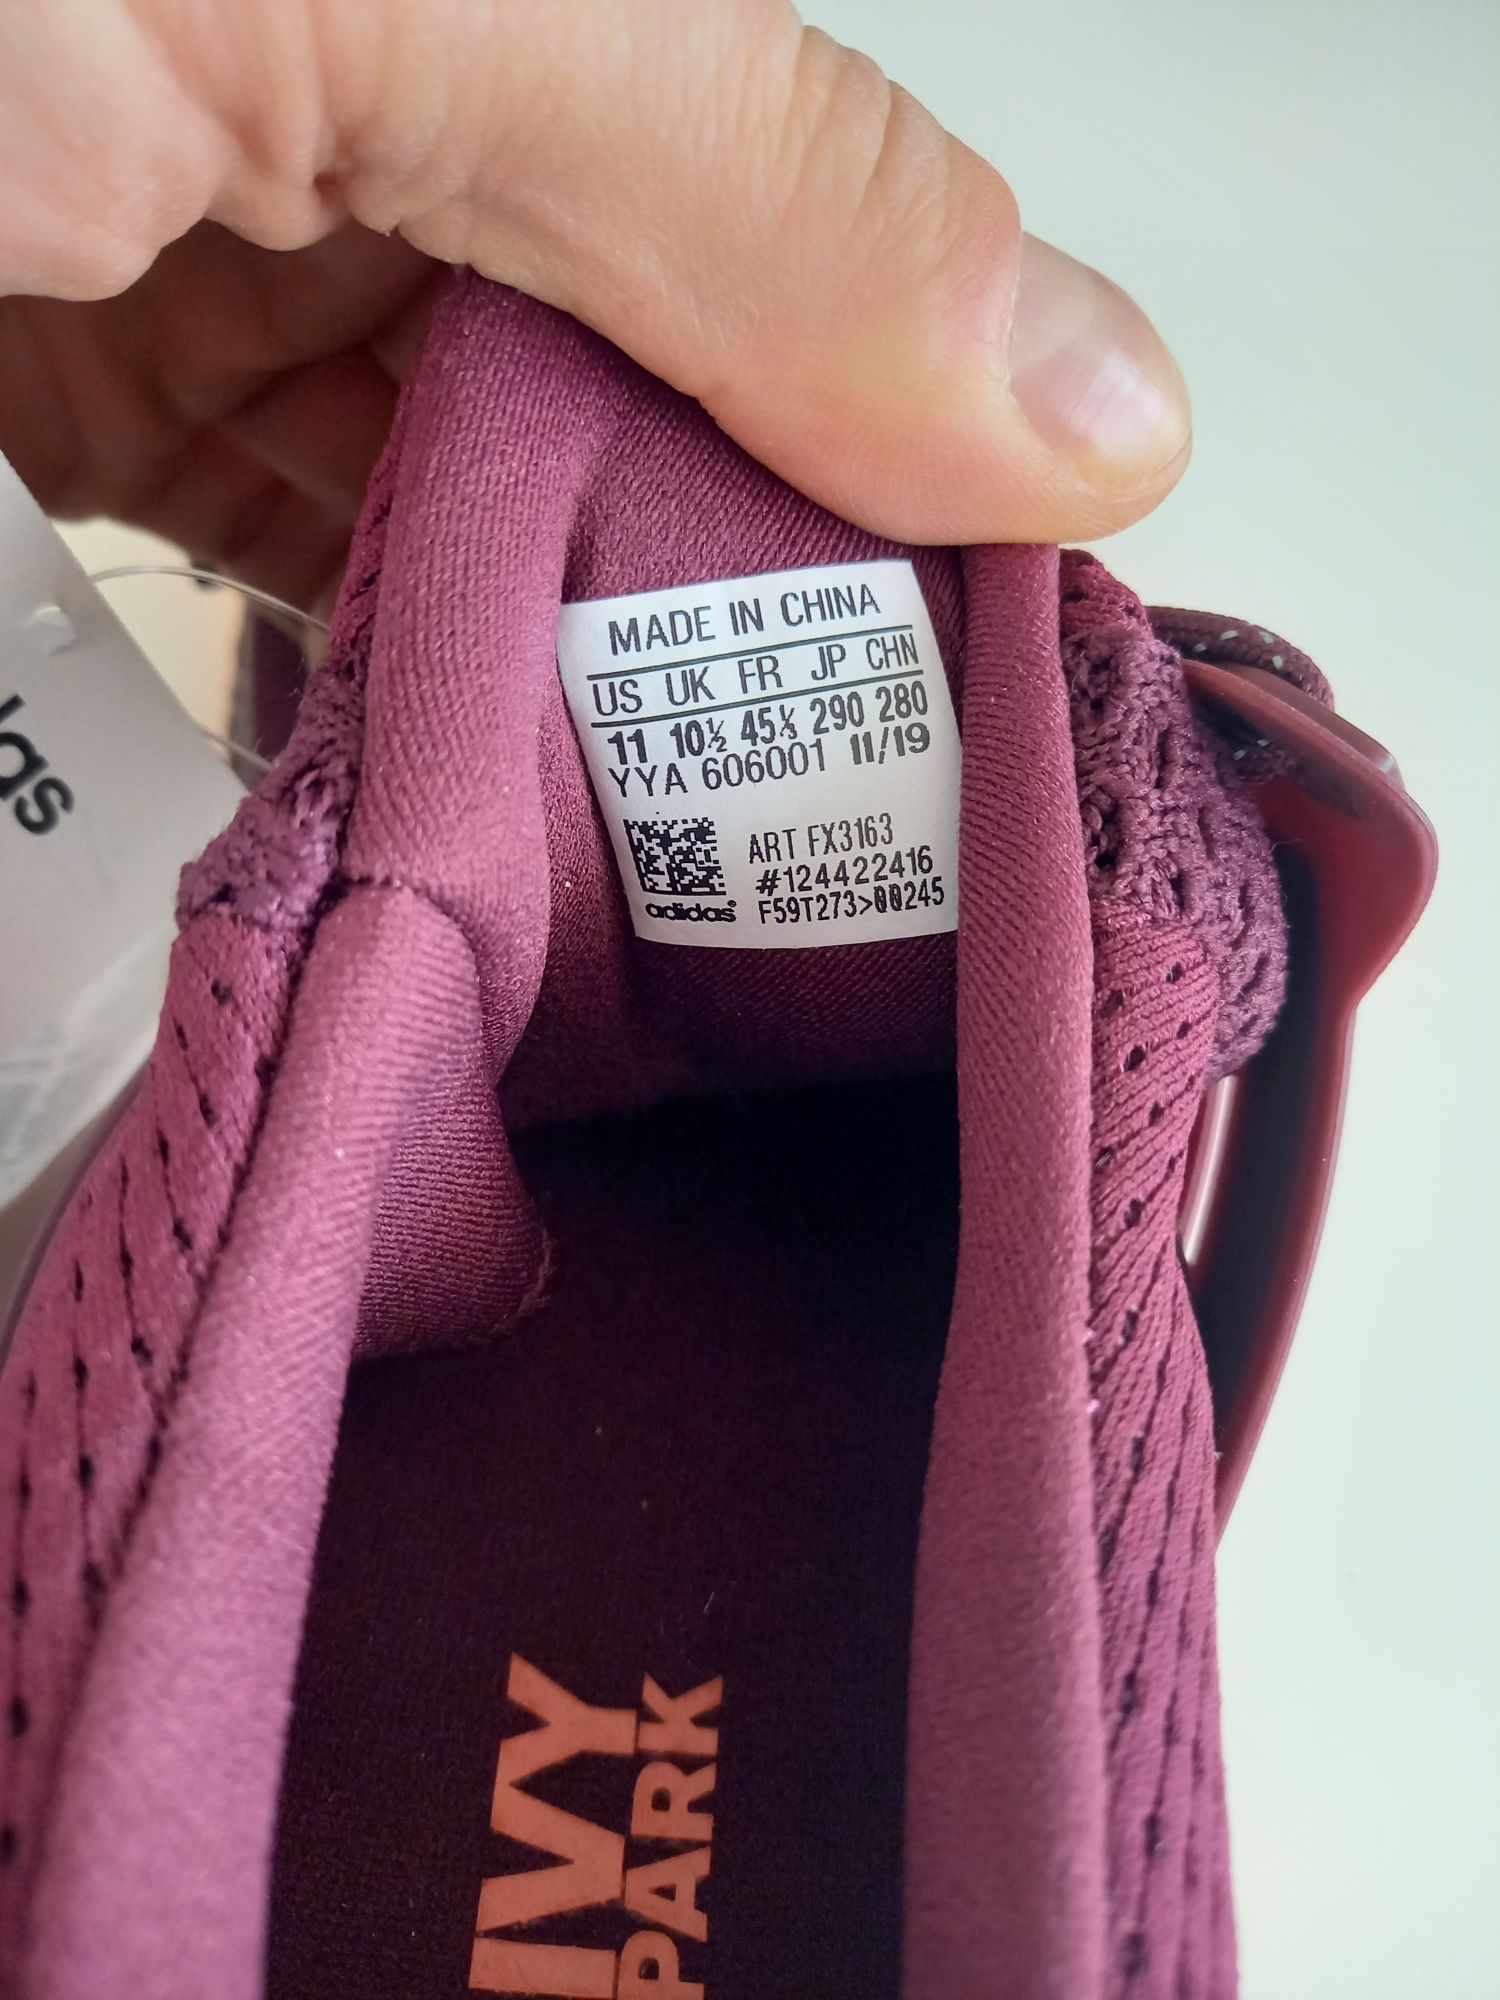 MADE IN CHINA
US UK FR JP CHN
11 10½ 45⅓ 290 280
YYA 606001 11/19
ART FX3163
#124422416
adidas® F59T273>00245
das
IVY
PARK